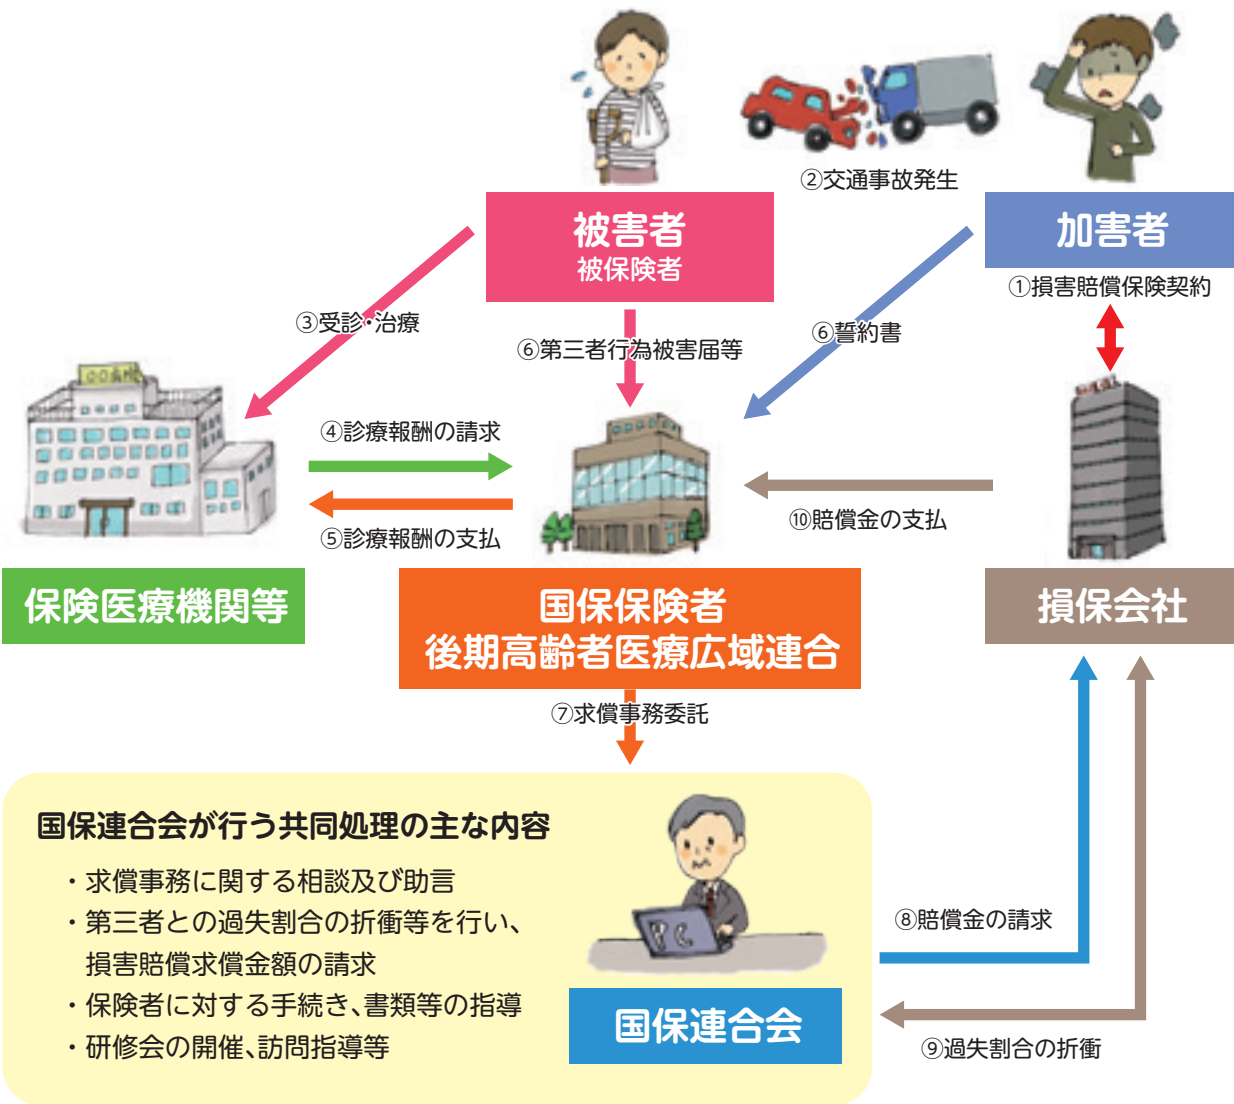 ②交通事故発生
被害者
被保険者
加害者
①損害賠償保険契約
③受診・治療
⑥第三者行為被害届等
⑥誓約書
○○病院
④診療報酬の請求
⑤診療報酬の支払
⑩賠償金の支払
保険医療機関等
国保保険者
後期高齢者医療広域連合
損保会社
⑦求償事務委託
国保連合会が行う共同処理の主な内容
・求償事務に関する相談及び助言
・第三者との過失割合の折衝等を行い、
損害賠償求償金額の請求
・保険者に対する手続き、書類等の指導
・研修会の開催、訪問指導等
PC
国保連合会
⑧賠償金の請求
⑨過失割合の折衝